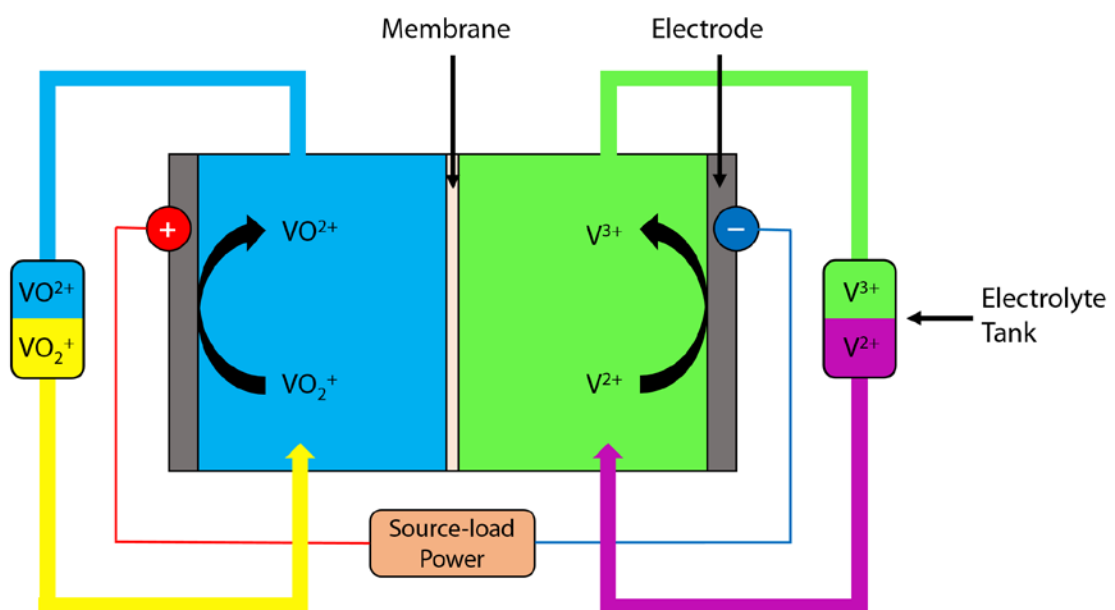 Membrane
Electrode
+
VO²⁺
V³⁺
−
VO²⁺
VO₂⁺
V³⁺
V²⁺
Electrolyte
Tank
VO₂⁺
V²⁺
Source-load
Power